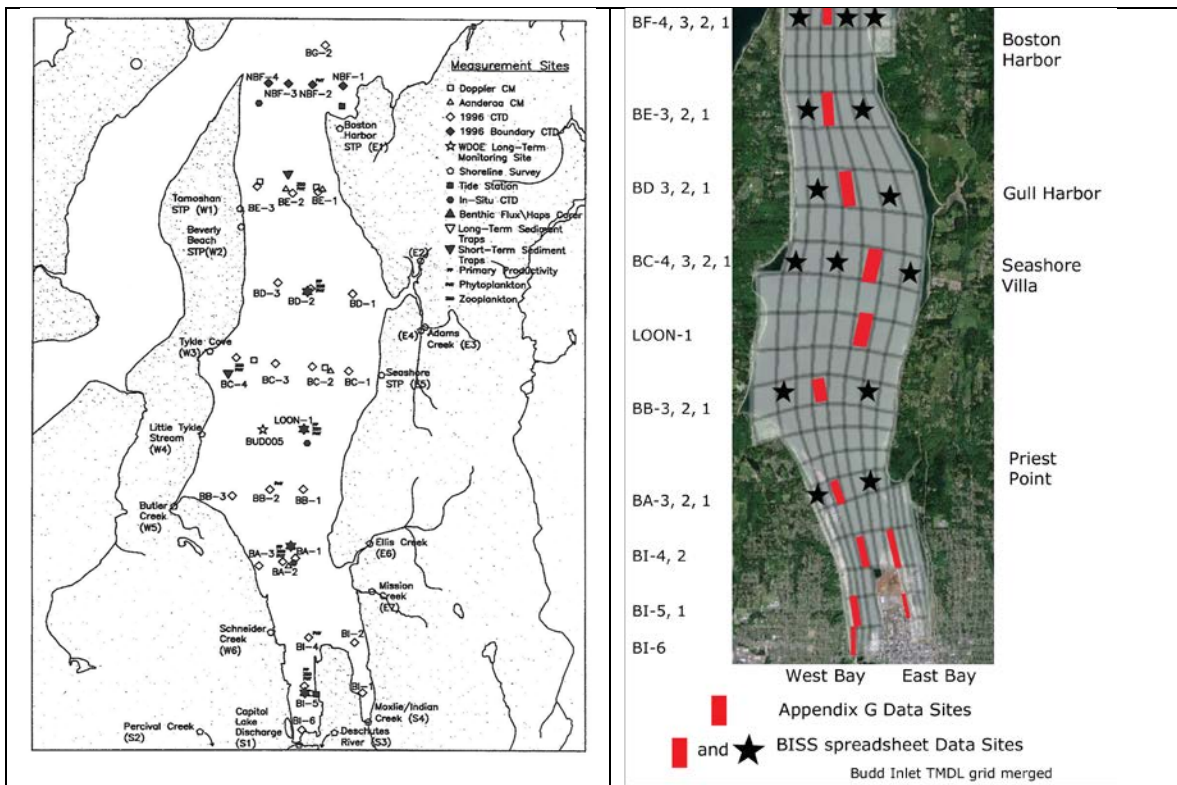 BG-2
NBF-4
NBF-3
NBF-2
NBF-1
Boston
Harbor
STP (E1)
Measurement Sites
Doppler CM
Aanderaa CM
1996 CTD
1996 Boundary CTD
WDOE Long-Term
Monitoring Site
Shoreline Survey
Tide Station
In-Situ CTD
Benthic Flux\Haps Corer
Long-Term Sediment
Traps
Short-Term Sediment
Traps
Primary Productivity
Phytoplankton
Zooplankton
Tamoshan
STP (W1)
Beverly
Beach
STP(W2)
BE-3
BE-2
BE-1
(E2)
BD-3
BD-2
BD-1
(E4)
Adams
Creek (E3)
Tykle Cove
(W3)
BC-4
BC-3
BC-2
BC-1
Seashore
STP (E5)
LOON-1
BUD005
Little Tykle
Stream
(W4)
BB-3
BB-2
BB-1
Butler
Creek
(W5)
BA-3
BA-1
BA-2
Ellis Creek
(E6)
Mission
Creek
(E7)
Schneider
Creek
(W6)
BI-4
BI-2
BI-5
BI-1
BI-6
Capitol
Lake
Discharge
(S1)
Percival Creek
(S2)
Moxlie/Indian
Creek (S4)
Deschutes
River (S3)
BF-4, 3, 2, 1
Boston
Harbor
BE-3, 2, 1
BD 3, 2, 1
Gull Harbor
BC-4, 3, 2, 1
Seashore
Villa
LOON-1
BB-3, 2, 1
Priest
Point
BA-3, 2, 1
BI-4, 2
BI-5, 1
BI-6
West Bay
East Bay
Appendix G Data Sites
and
BISS spreadsheet Data Sites
Budd Inlet TMDL grid merged